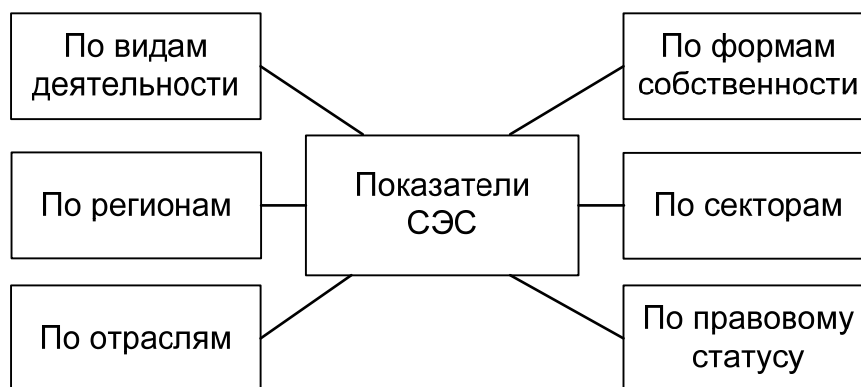 По видам
деятельности
По формам
собственности
Показатели
СЭС
По регионам
По секторам
По отраслям
По правовому
статусу